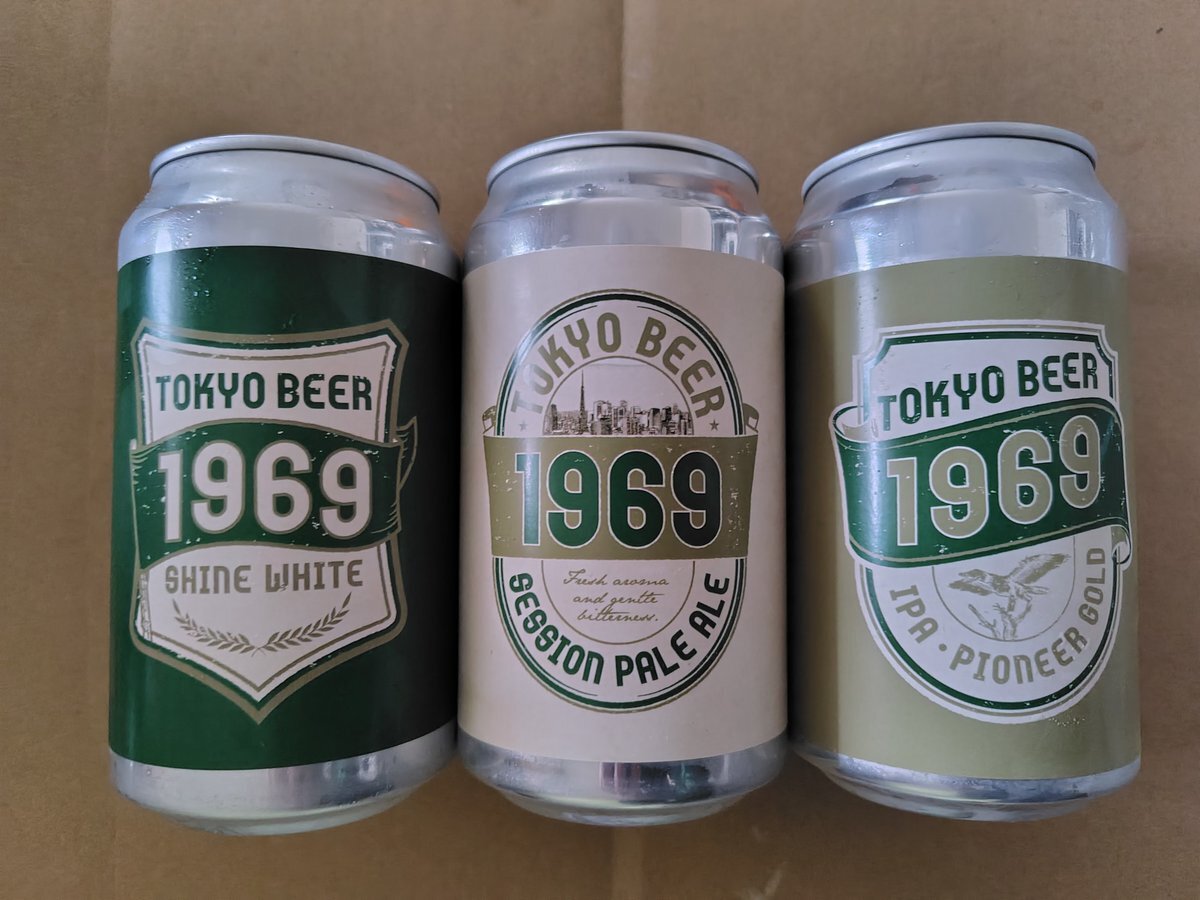 TOKYO BEER
1969
SHINE WHITE
TOKYO BEER
1969
Fresh aroma
and gentle
bitterness.
SESSION PALE ALE
TOKYO BEER
1969
IPA • PIONEER GOLD